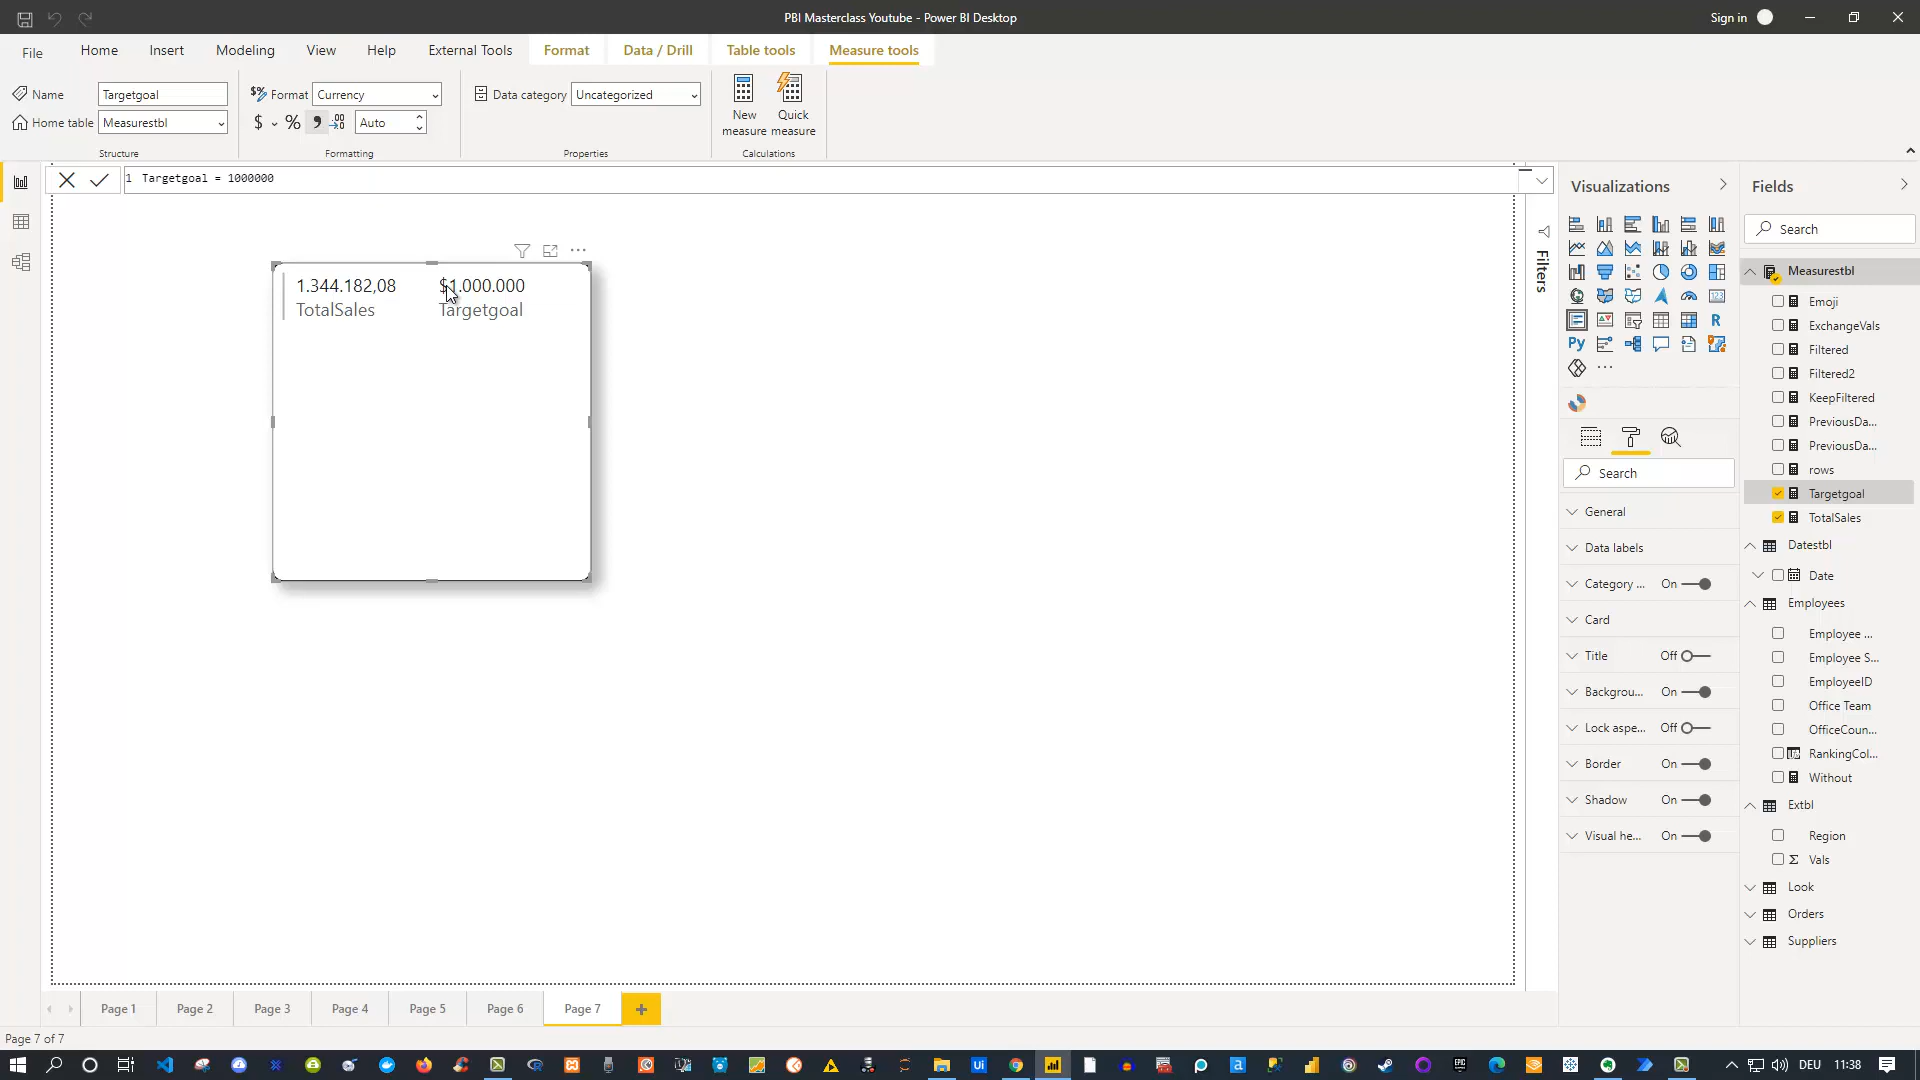 PBI Masterclass Youtube - Power BI Desktop
Sign in
File
Home
Insert
Modeling
View
Help
External Tools
Format
Data / Drill
Table tools
Measure tools
Name
Targetgoal
Home table
Measurestbl
Structure
Format
Currency
$
%
Auto
Formatting
Data category
Uncategorized
Properties
New
measure
Quick
measure
Calculations
1 Targetgoal = 1000000
1.344.182,08
TotalSales
$1.000.000
Targetgoal
Filters
Visualizations
Search
General
Data labels
Category ... On
Card
Title Off
Backgrou... On
Lock aspe... Off
Border On
Shadow On
Visual he... On
Fields
Search
Measurestbl
Emoji
ExchangeVals
Filtered
Filtered2
KeepFiltered
PreviousDa...
PreviousDa...
rows
Targetgoal
TotalSales
Datestbl
Date
Employees
Employee ...
Employee S...
EmployeeID
Office Team
OfficeCoun...
RankingCol...
Without
Extbl
Region
Vals
Look
Orders
Suppliers
Page 1
Page 2
Page 3
Page 4
Page 5
Page 6
Page 7
Page 7 of 7
DEU
11:38